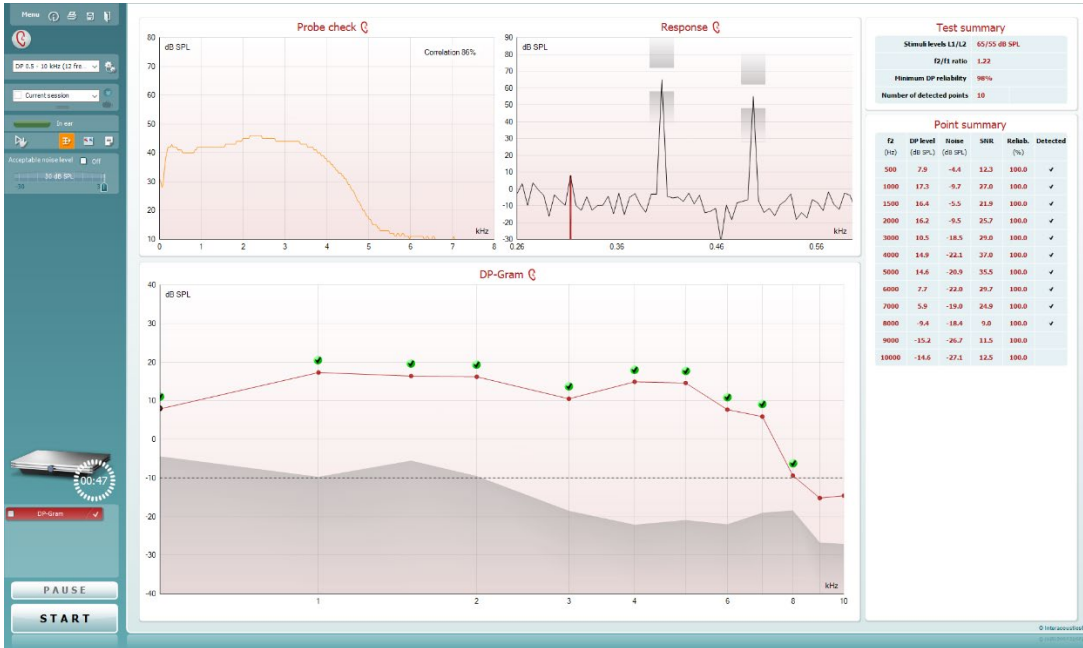 Menu
DP 0.5 - 10 kHz (12 fre
Current session
In ear
Acceptable noise level Off
30 dB SPL
PAUSE
START
00:47
DP-Gram
Probe check
dB SPL
Correlation 86%
80
70
60
50
40
30
20
10
kHz
0 1 2 3 4 5 6 7 8
Response
dB SPL
90
80
70
60
50
40
30
20
10
0
-10
-20
-30
kHz
0.26 0.36 0.46 0.56
DP-Gram
dB SPL
40
30
20
10
0
-10
-20
-30
-40
kHz
1 2 3 4 6 8 10
Test summary
Stimuli levels L1/L2 65/55 dB SPL
f2/f1 ratio 1.22
Minimum DP reliability 98%
Number of detected points 10
Point summary
f2 DP level Noise SNR Reliab. Detected
(Hz) (dB SPL) (dB SPL) (%)
500 7.9 -4.4 12.3 100.0
1000 17.3 -9.7 27.0 100.0
1500 16.4 -5.5 21.9 100.0
2000 16.2 -9.5 25.7 100.0
3000 10.5 -18.5 29.0 100.0
4000 14.9 -22.1 37.0 100.0
5000 14.6 -20.9 35.5 100.0
6000 7.7 -22.0 29.7 100.0
7000 5.9 -19.0 24.9 100.0
8000 -9.4 -18.4 9.0 100.0
9000 -15.2 -26.7 11.5 100.0
10000 -14.6 -27.1 12.5 100.0
© Interacoustics